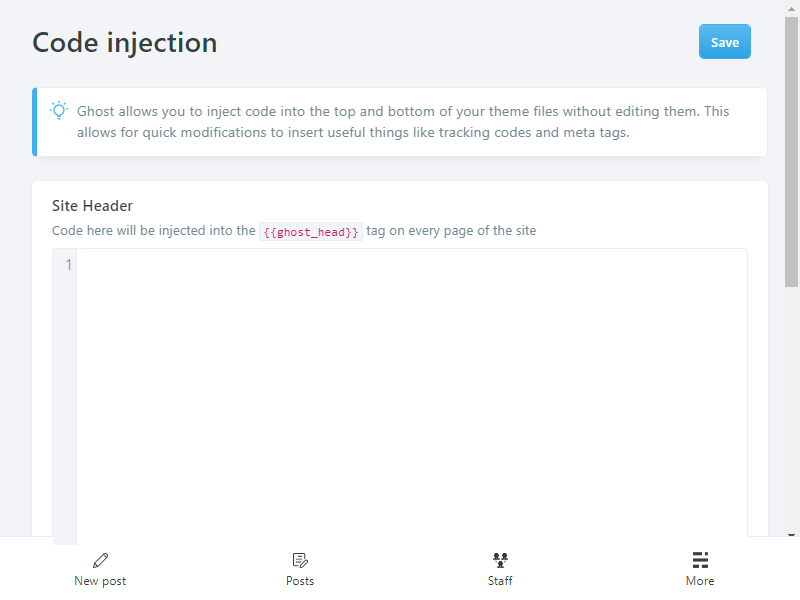 Code injection
Save
Ghost allows you to inject code into the top and bottom of your theme files without editing them. This
allows for quick modifications to insert useful things like tracking codes and meta tags.
Site Header
Code here will be injected into the {{ghost_head}} tag on every page of the site
1
New post
Posts
Staff
More